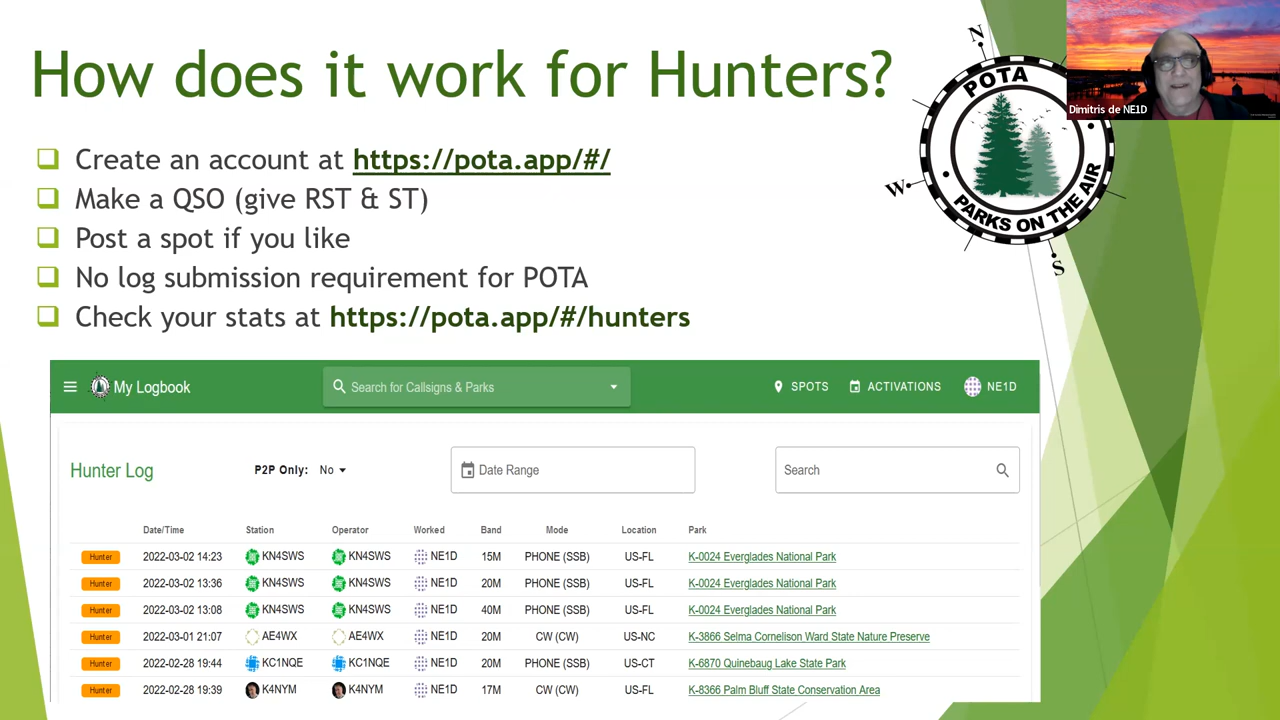 How does it work for Hunters?
Create an account at https://pota.app/#/
Make a QSO (give RST & ST)
Post a spot if you like
No log submission requirement for POTA
Check your stats at https://pota.app/#/hunters
N
POTA
PARKS ON THE AIR
W
S
Dimitris de NE1D
My Logbook Search for Callsigns & Parks SPOTS ACTIVATIONS NE1D
Hunter Log P2P Only: No Date Range Search
Date/Time Station Operator Worked Band Mode Location Park
Hunter 2022-03-02 14:23 KN4SWS KN4SWS NE1D 15M PHONE (SSB) US-FL K-0024 Everglades National Park
Hunter 2022-03-02 13:36 KN4SWS KN4SWS NE1D 20M PHONE (SSB) US-FL K-0024 Everglades National Park
Hunter 2022-03-02 13:08 KN4SWS KN4SWS NE1D 40M PHONE (SSB) US-FL K-0024 Everglades National Park
Hunter 2022-03-01 21:07 AE4WX AE4WX NE1D 20M CW (CW) US-NC K-3866 Selma Cornelison Ward State Nature Preserve
Hunter 2022-02-28 19:44 KC1NQE KC1NQE NE1D 20M PHONE (SSB) US-CT K-6870 Quinebaug Lake State Park
Hunter 2022-02-28 19:39 K4NYM K4NYM NE1D 17M CW (CW) US-FL K-8366 Palm Bluff State Conservation Area